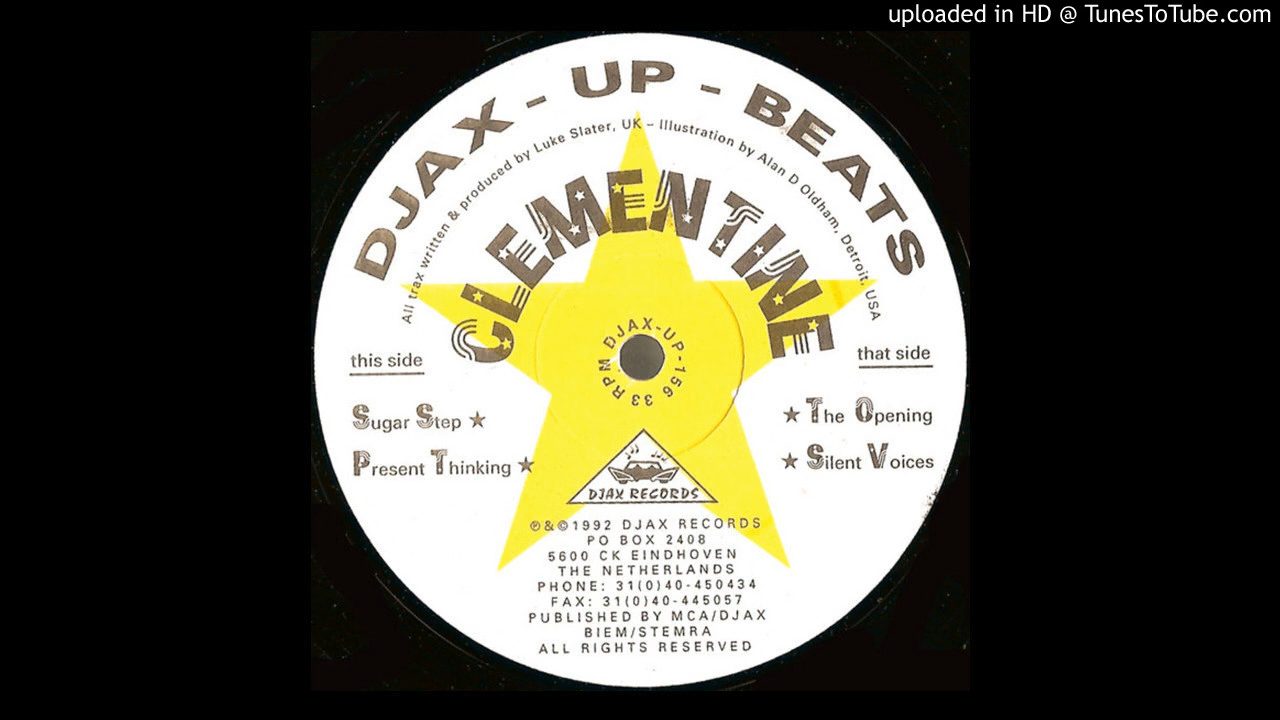 uploaded in HD @ TunesToTube.com
DJAX - UP - BEATS
All trax written & produced by Luke Slater, UK – Illustration by Alan D Oldham, Detroit, USA
CLEMENTINE
DJAX-UP-156 33 RPM
this side
Sugar Step ★
Present Thinking ★
that side
★ The Opening
★ Silent Voices
DJAX RECORDS
℗&©1992 DJAX RECORDS
PO BOX 2408
5600 CK EINDHOVEN
THE NETHERLANDS
PHONE: 31(0)40-450434
FAX: 31(0)40-445057
PUBLISHED BY MCA/DJAX
BIEM/STEMRA
ALL RIGHTS RESERVED